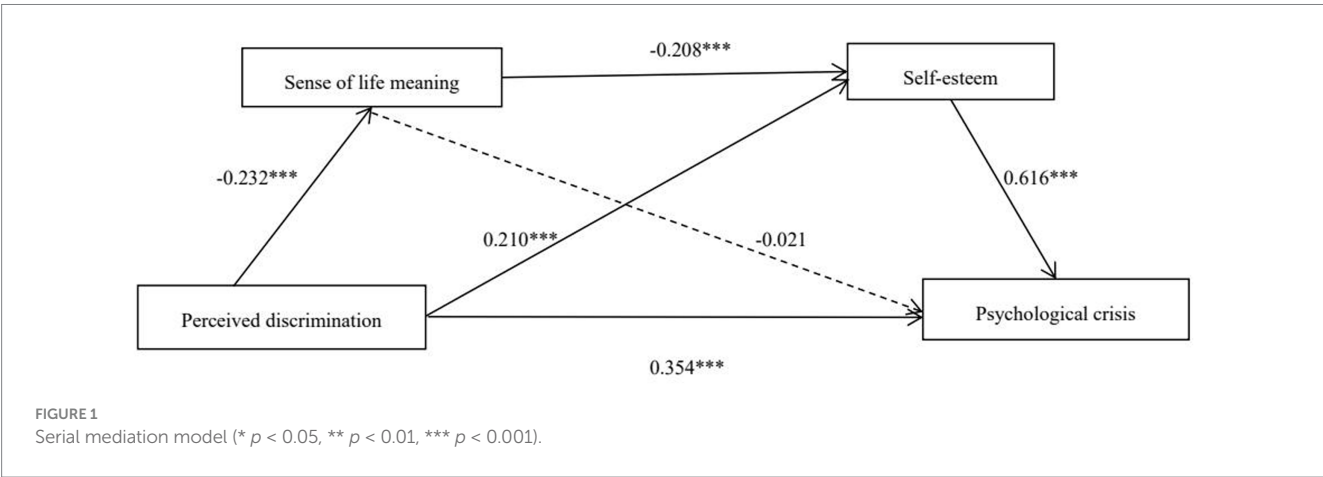 -0.208***
Sense of life meaning
Self-esteem
-0.232***
0.616***
0.210***
-0.021
Perceived discrimination
Psychological crisis
0.354***
FIGURE 1
Serial mediation model (* p < 0.05, ** p < 0.01, *** p < 0.001).